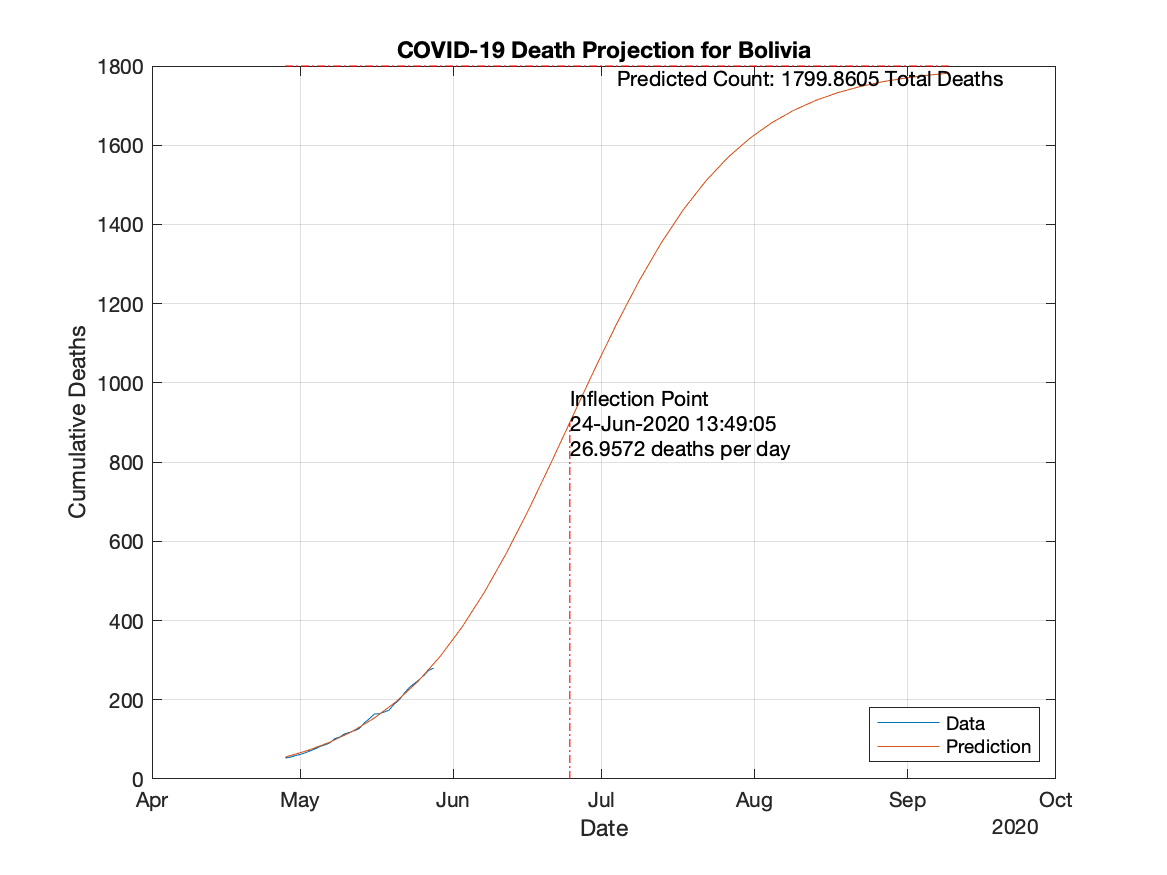 COVID-19 Death Projection for Bolivia
Predicted Count: 1799.8605 Total Deaths
1800
1600
1400
1200
1000
800
600
400
200
0
Cumulative Deaths
Inflection Point
24-Jun-2020 13:49:05
26.9572 deaths per day
Data
Prediction
Apr May Jun Jul Aug Sep Oct
Date
2020